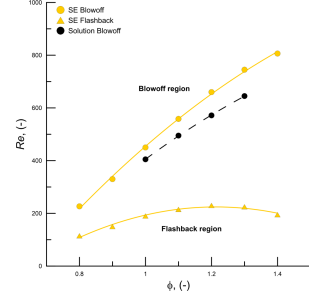 SE Blowoff
SE Flashback
Solution Blowoff
1000
800
600
400
200
0
Re, (-)
Blowoff region
Flashback region
0.8
1
1.2
1.4
ϕ, (-)